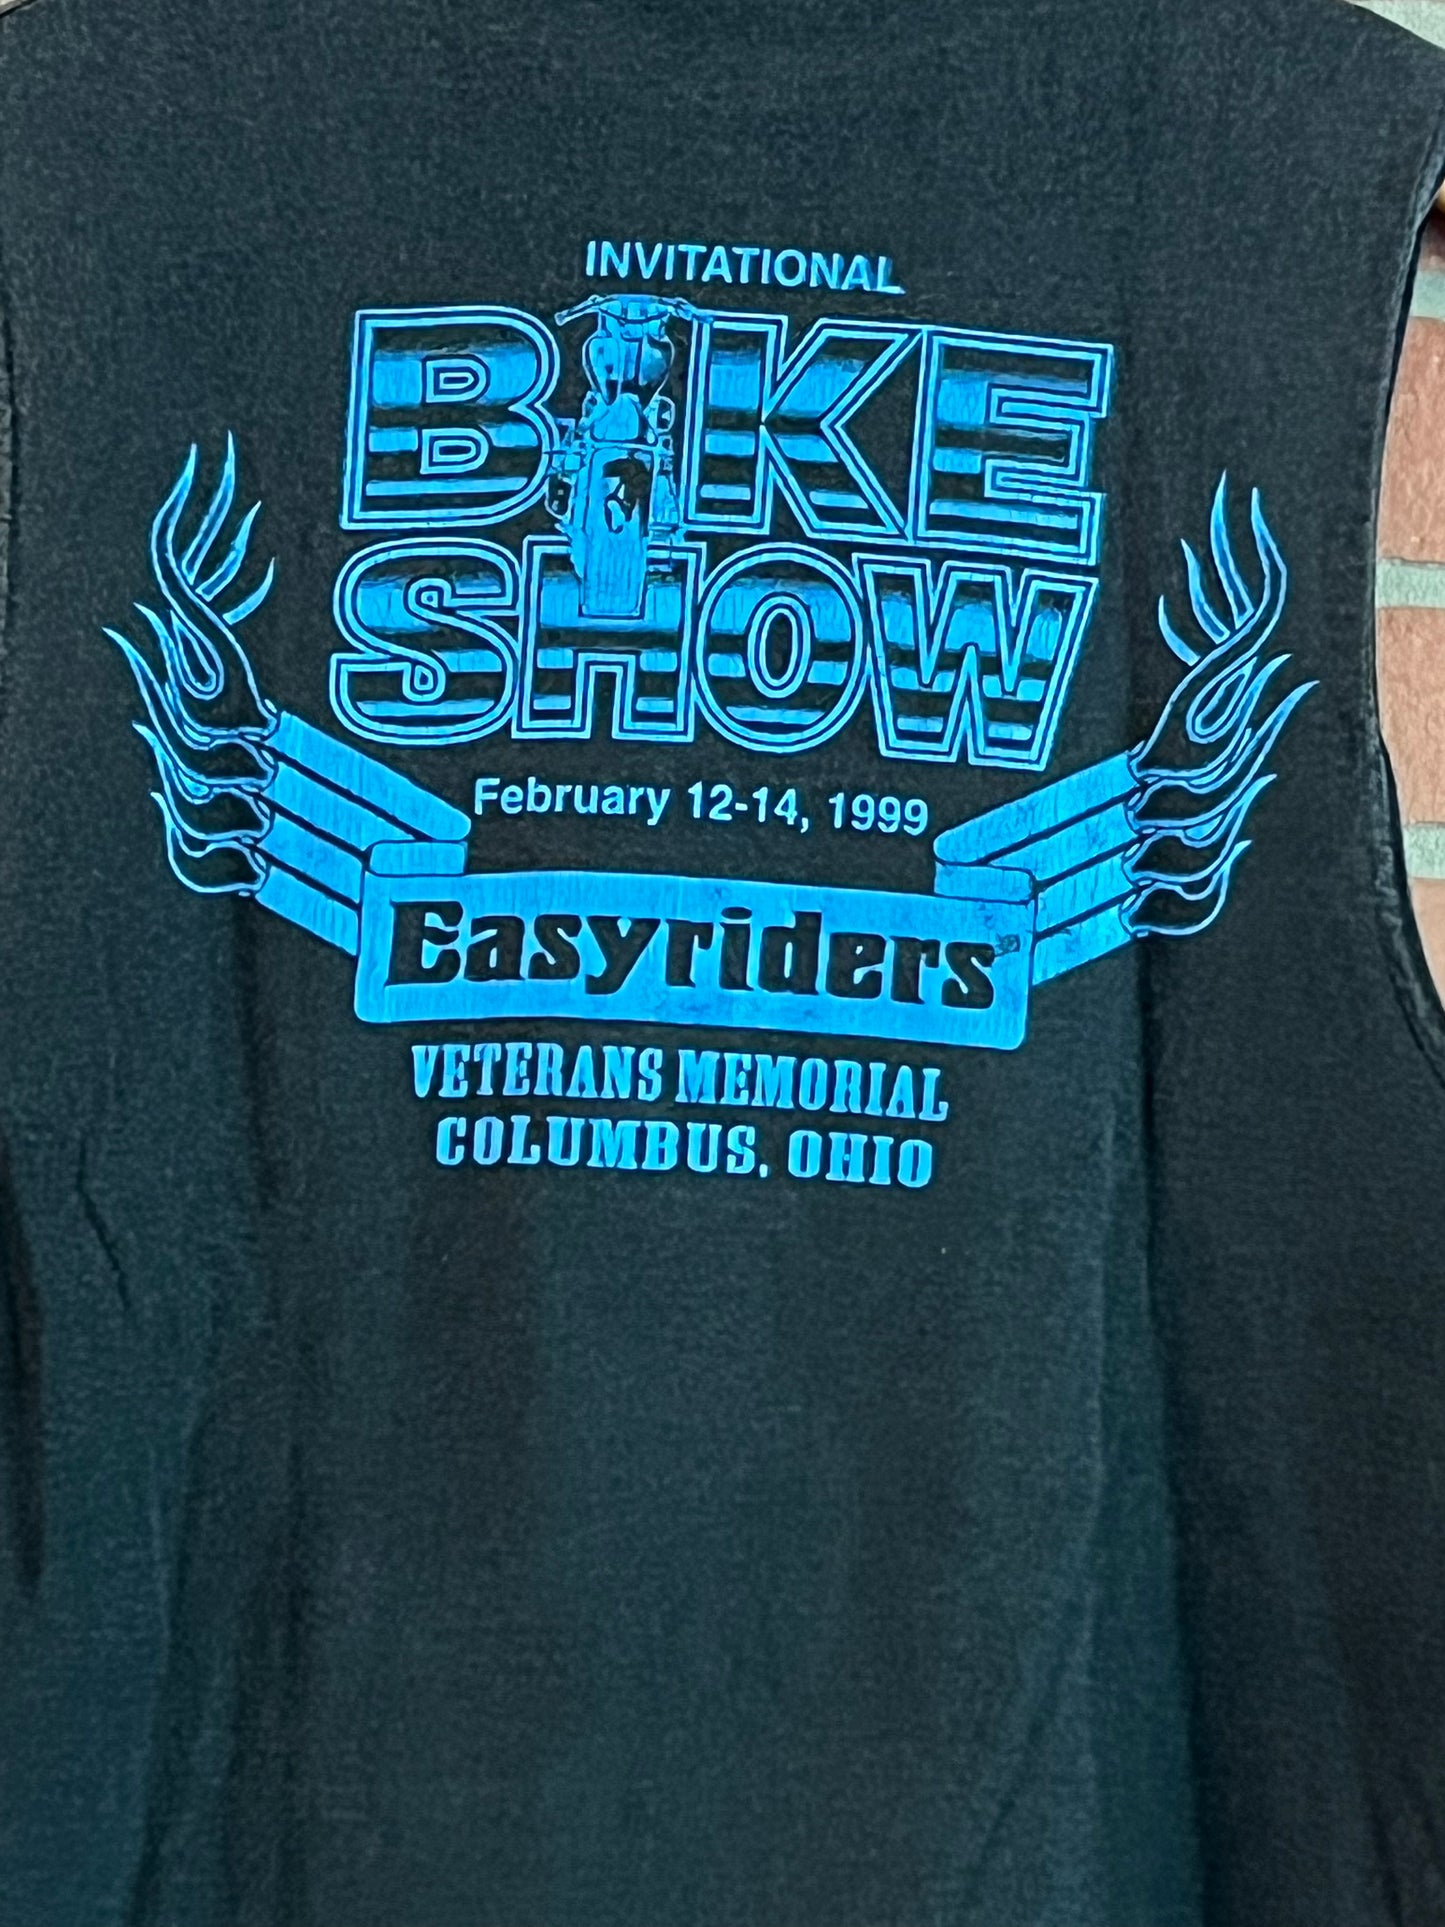 INVITATIONAL
BIKE
SHOW
February 12-14, 1999
Easyriders
VETERANS MEMORIAL
COLUMBUS, OHIO